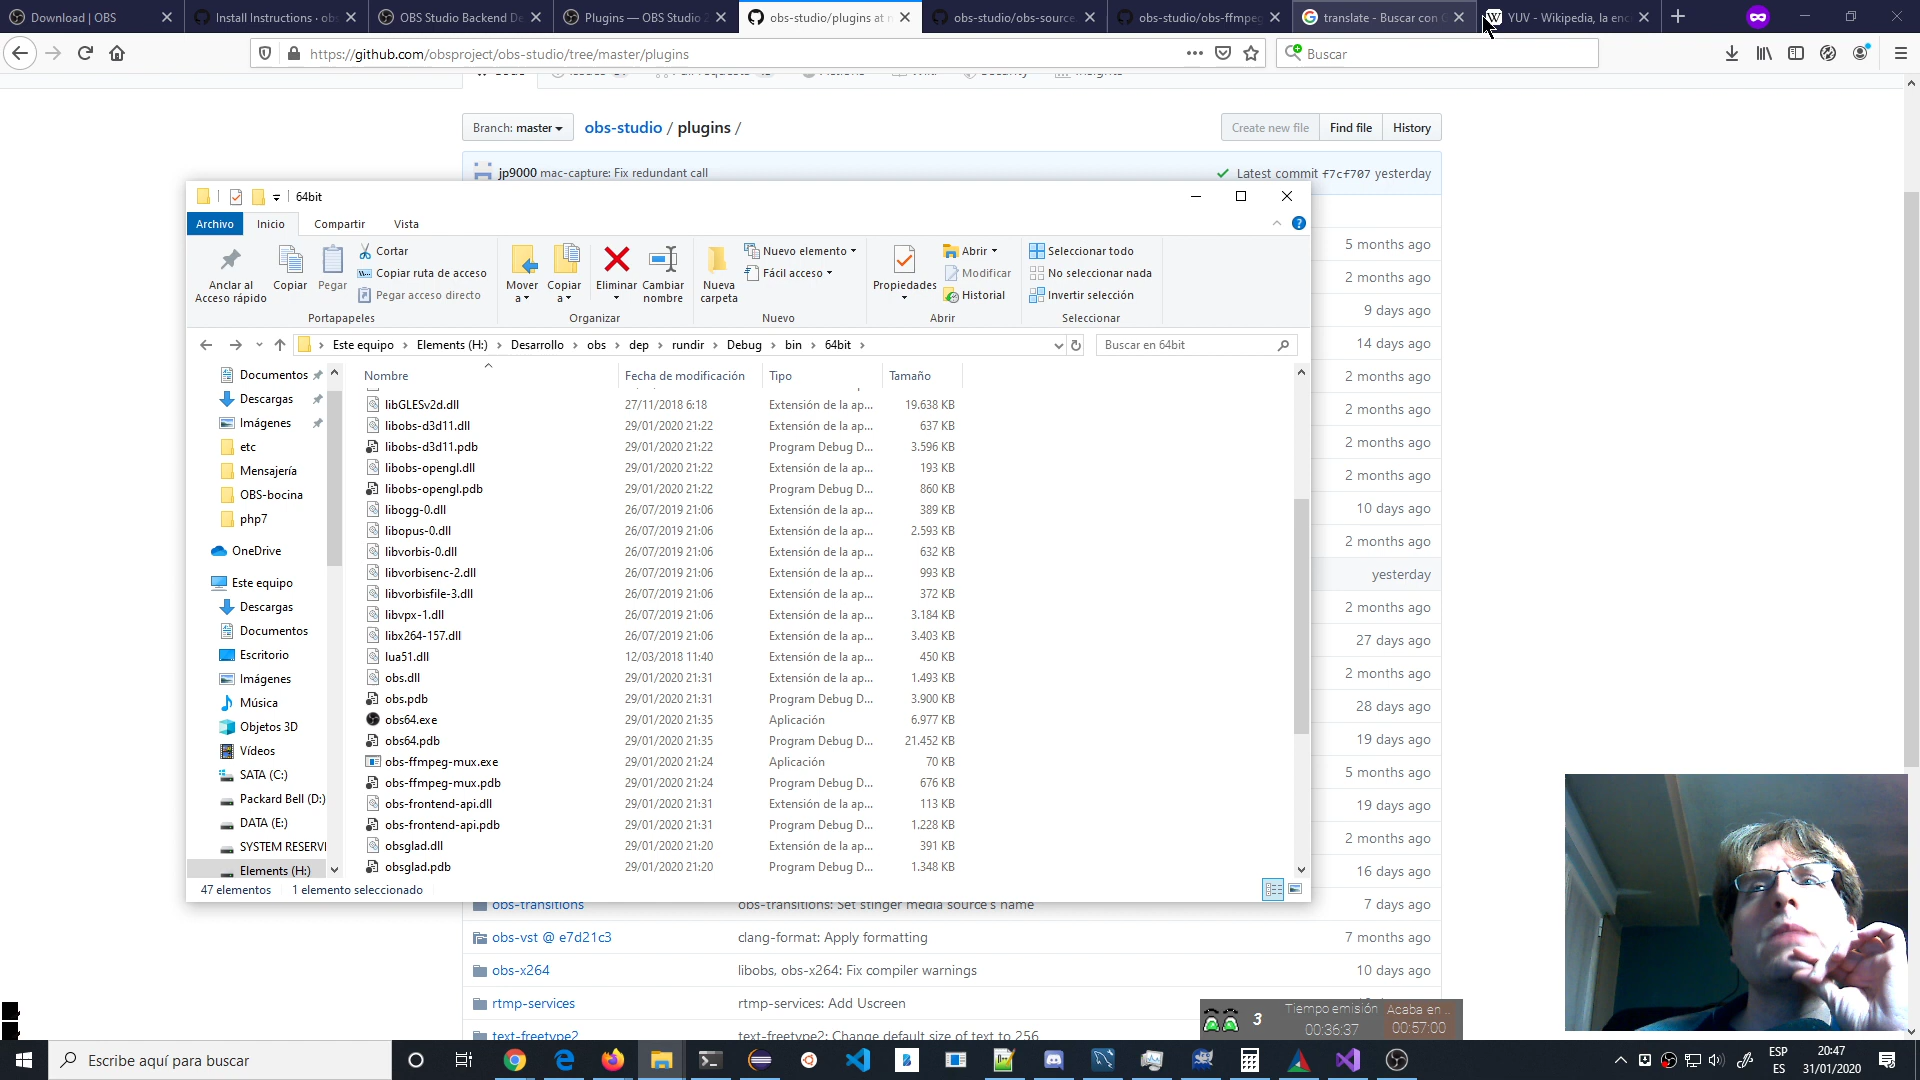 Download | OBS
Install Instructions · obs
OBS Studio Backend De
Plugins — OBS Studio 2
obs-studio/plugins at m
obs-studio/obs-source.
obs-studio/obs-ffmpeg
translate - Buscar con G
YUV - Wikipedia, la enc
https://github.com/obsproject/obs-studio/tree/master/plugins
Buscar
Branch: master
obs-studio / plugins /
Create new file
Find file
History
jp9000 mac-capture: Fix redundant call
Latest commit f7cf707 yesterday
64bit
Archivo
Inicio
Compartir
Vista
Anclar al
Acceso rápido
Copiar
Pegar
Cortar
Copiar ruta de acceso
Pegar acceso directo
Portapapeles
Mover
a
Copiar
a
Eliminar
Cambiar
nombre
Organizar
Nueva
carpeta
Nuevo elemento
Fácil acceso
Nuevo
Propiedades
Abrir
Modificar
Historial
Abrir
Seleccionar todo
No seleccionar nada
Invertir selección
Seleccionar
Este equipo > Elements (H:) > Desarrollo > obs > dep > rundir > Debug > bin > 64bit >
Buscar en 64bit
Documentos
Descargas
Imágenes
etc
Mensajería
OBS-bocina
php7
OneDrive
Este equipo
Descargas
Documentos
Escritorio
Imágenes
Música
Objetos 3D
Vídeos
SATA (C:)
Packard Bell (D:)
DATA (E:)
SYSTEM RESERVI
Elements (H:)
Nombre Fecha de modificación Tipo Tamaño
libGLESv2d.dll 27/11/2018 6:18 Extensión de la ap... 19.638 KB
libobs-d3d11.dll 29/01/2020 21:22 Extensión de la ap... 637 KB
libobs-d3d11.pdb 29/01/2020 21:22 Program Debug D... 3.596 KB
libobs-opengl.dll 29/01/2020 21:22 Extensión de la ap... 193 KB
libobs-opengl.pdb 29/01/2020 21:22 Program Debug D... 860 KB
libogg-0.dll 26/07/2019 21:06 Extensión de la ap... 389 KB
libopus-0.dll 26/07/2019 21:06 Extensión de la ap... 2.593 KB
libvorbis-0.dll 26/07/2019 21:06 Extensión de la ap... 632 KB
libvorbisenc-2.dll 26/07/2019 21:06 Extensión de la ap... 993 KB
libvorbisfile-3.dll 26/07/2019 21:06 Extensión de la ap... 372 KB
libvpx-1.dll 26/07/2019 21:06 Extensión de la ap... 3.184 KB
libx264-157.dll 26/07/2019 21:06 Extensión de la ap... 3.403 KB
lua51.dll 12/03/2018 11:40 Extensión de la ap... 450 KB
obs.dll 29/01/2020 21:31 Extensión de la ap... 1.493 KB
obs.pdb 29/01/2020 21:31 Program Debug D... 3.900 KB
obs64.exe 29/01/2020 21:35 Aplicación 6.977 KB
obs64.pdb 29/01/2020 21:35 Program Debug D... 21.452 KB
obs-ffmpeg-mux.exe 29/01/2020 21:24 Aplicación 70 KB
obs-ffmpeg-mux.pdb 29/01/2020 21:24 Program Debug D... 676 KB
obs-frontend-api.dll 29/01/2020 21:31 Extensión de la ap... 113 KB
obs-frontend-api.pdb 29/01/2020 21:31 Program Debug D... 1.228 KB
obsglad.dll 29/01/2020 21:20 Extensión de la ap... 391 KB
obsglad.pdb 29/01/2020 21:20 Program Debug D... 1.348 KB
47 elementos 1 elemento seleccionado
5 months ago
2 months ago
9 days ago
14 days ago
2 months ago
2 months ago
2 months ago
2 months ago
10 days ago
2 months ago
yesterday
2 months ago
27 days ago
2 months ago
28 days ago
19 days ago
5 months ago
19 days ago
2 months ago
16 days ago
obs-transitions obs-transitions: Set stinger media source's name 7 days ago
obs-vst @ e7d21c3 clang-format: Apply formatting 7 months ago
obs-x264 libobs, obs-x264: Fix compiler warnings 10 days ago
rtmp-services rtmp-services: Add Uscreen
text-freetype2 text-freetype2: Change default size of text to 256
3
Tiempo emisión
00:36:37
Acaba en ..
00:57:00
Escribe aquí para buscar
ESP
ES
20:47
31/01/2020